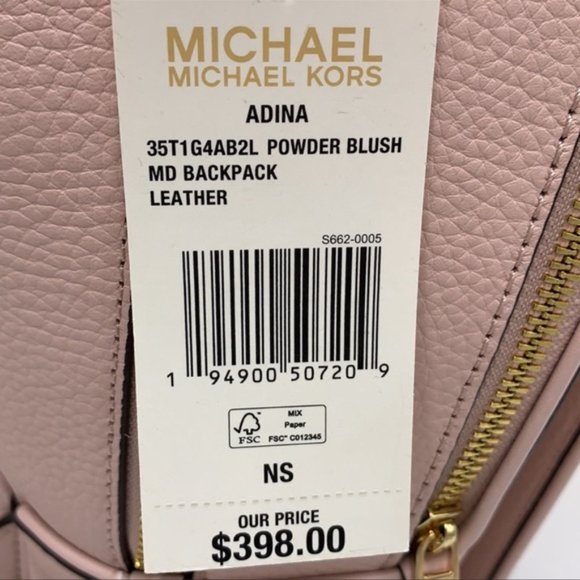 MICHAEL
MICHAEL KORS
ADINA
35T1G4AB2L POWDER BLUSH
MD BACKPACK
LEATHER
S662-0005
1 94900 50720 9
FSC
MIX
Paper
FSC™ C012345
NS
OUR PRICE
$398.00